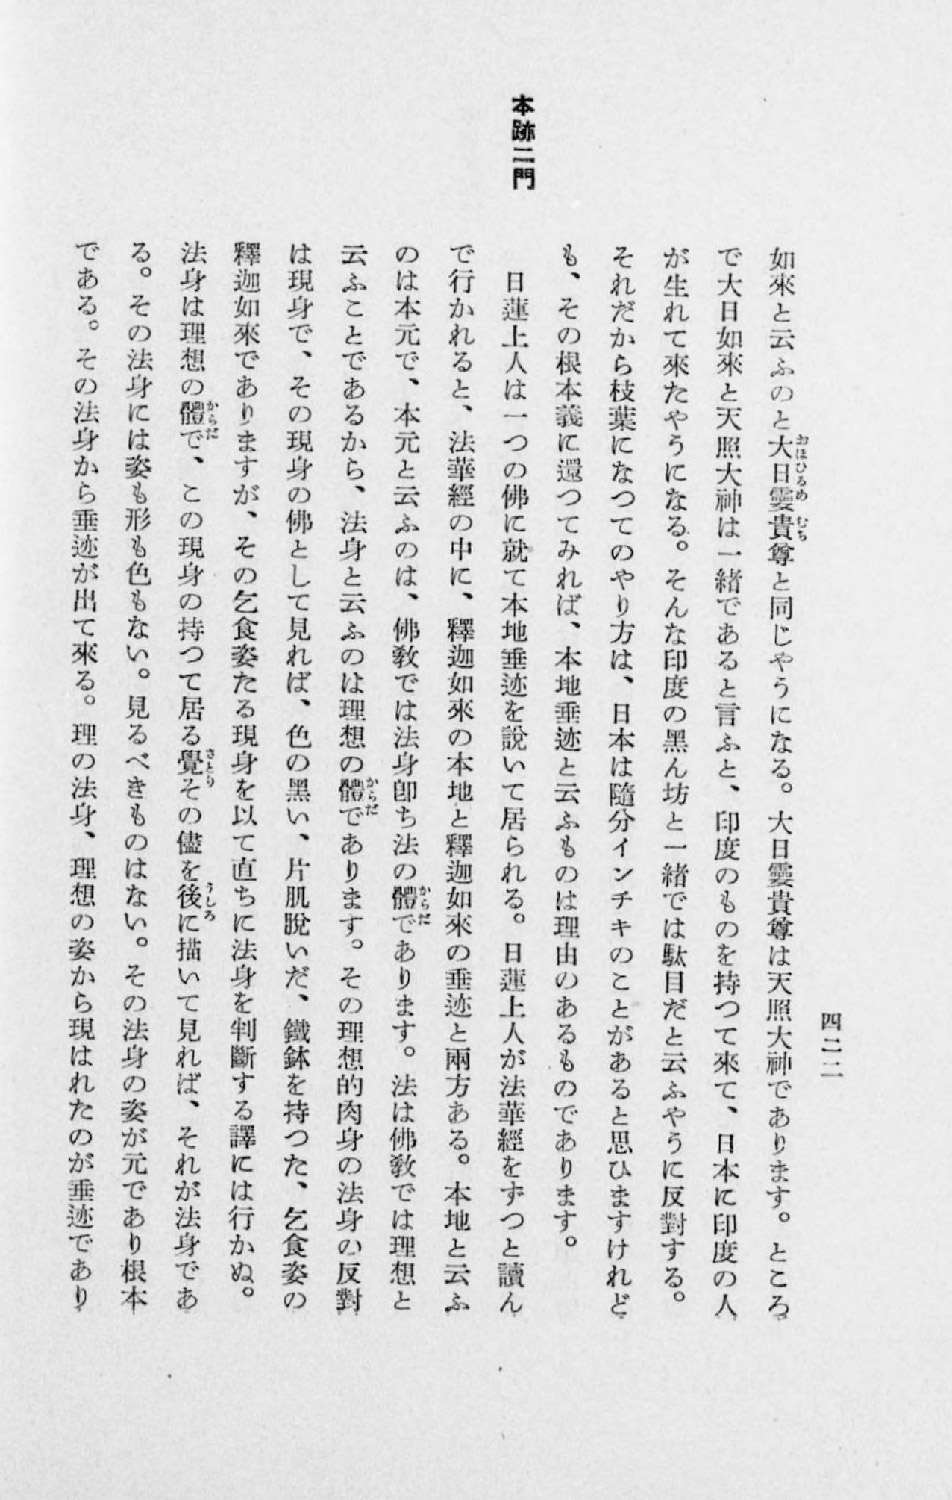 四二二
本跡二門
如來と云ふのと大日孁貴尊と同じやうになる。大日孁貴尊は天照大神であります。ところ
で大日如來と天照大神は一緒であると言ふと、印度のものを持つて來て、日本に印度の人
が生れて來たやうになる。そんな印度の黑ん坊と一緒では駄目だと云ふやうに反對する。
それだから枝葉になつてのやり方は、日本は隨分インチキのことがあると思ひますけれど
も、その根本義に還つてみれば、本地垂迹と云ふものは理由のあるものであります。
日蓮上人は一つの佛に就て本地垂迹を說いて居られる。日蓮上人が法華經をずつと讀ん
で行かれると、法華經の中に、釋迦如來の本地と釋迦如來の垂迹と兩方ある。本地と云ふ
のは本元で、本元と云ふのは、佛敎では法身卽ち法の體であります。法は佛敎では理想と
云ふことであるから、法身と云ふのは理想の體であります。その理想的肉身の法身の反對
は現身で、その現身の佛として見れば、色の黑い、片肌脫いだ、鐵鉢を持つた、乞食姿の
釋迦如來でありますが、その乞食姿たる現身を以て直ちに法身を判斷する譯には行かぬ。
法身は理想の體で、この現身の持つて居る覺その儘を後に描いて見れば、それが法身であ
る。その法身には姿も形も色もない。見るべきものはない。その法身の姿が元であり根本
である。その法身から垂迹が出て來る。理の法身、理想の姿から現はれたのが垂迹であり